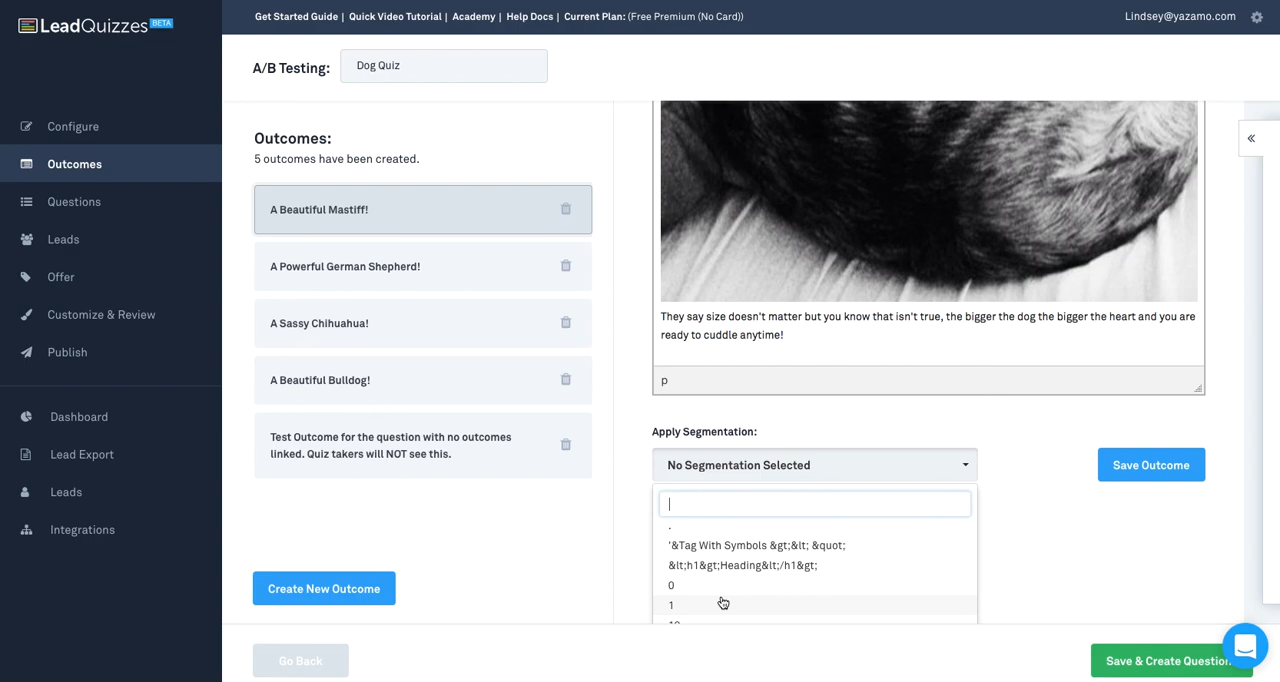 LeadQuizzes BETA
Get Started Guide | Quick Video Tutorial | Academy | Help Docs | Current Plan: (Free Premium (No Card))
Lindsey@yazamo.com
A/B Testing:
Dog Quiz
Configure
Outcomes
Questions
Leads
Offer
Customize & Review
Publish
Dashboard
Lead Export
Leads
Integrations
Outcomes:
5 outcomes have been created.
A Beautiful Mastiff!
A Powerful German Shepherd!
A Sassy Chihuahua!
A Beautiful Bulldog!
Test Outcome for the question with no outcomes
linked. Quiz takers will NOT see this.
Create New Outcome
Go Back
They say size doesn't matter but you know that isn't true, the bigger the dog the bigger the heart and you are
ready to cuddle anytime!
p
Apply Segmentation:
No Segmentation Selected
Save Outcome
.
'&Tag With Symbols &gt;&lt; &quot;
&lt;h1&gt;Heading&lt;/h1&gt;
0
1
Save & Create Question